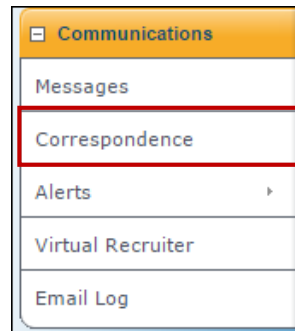 Communications
Messages
Correspondence
Alerts
Virtual Recruiter
Email Log